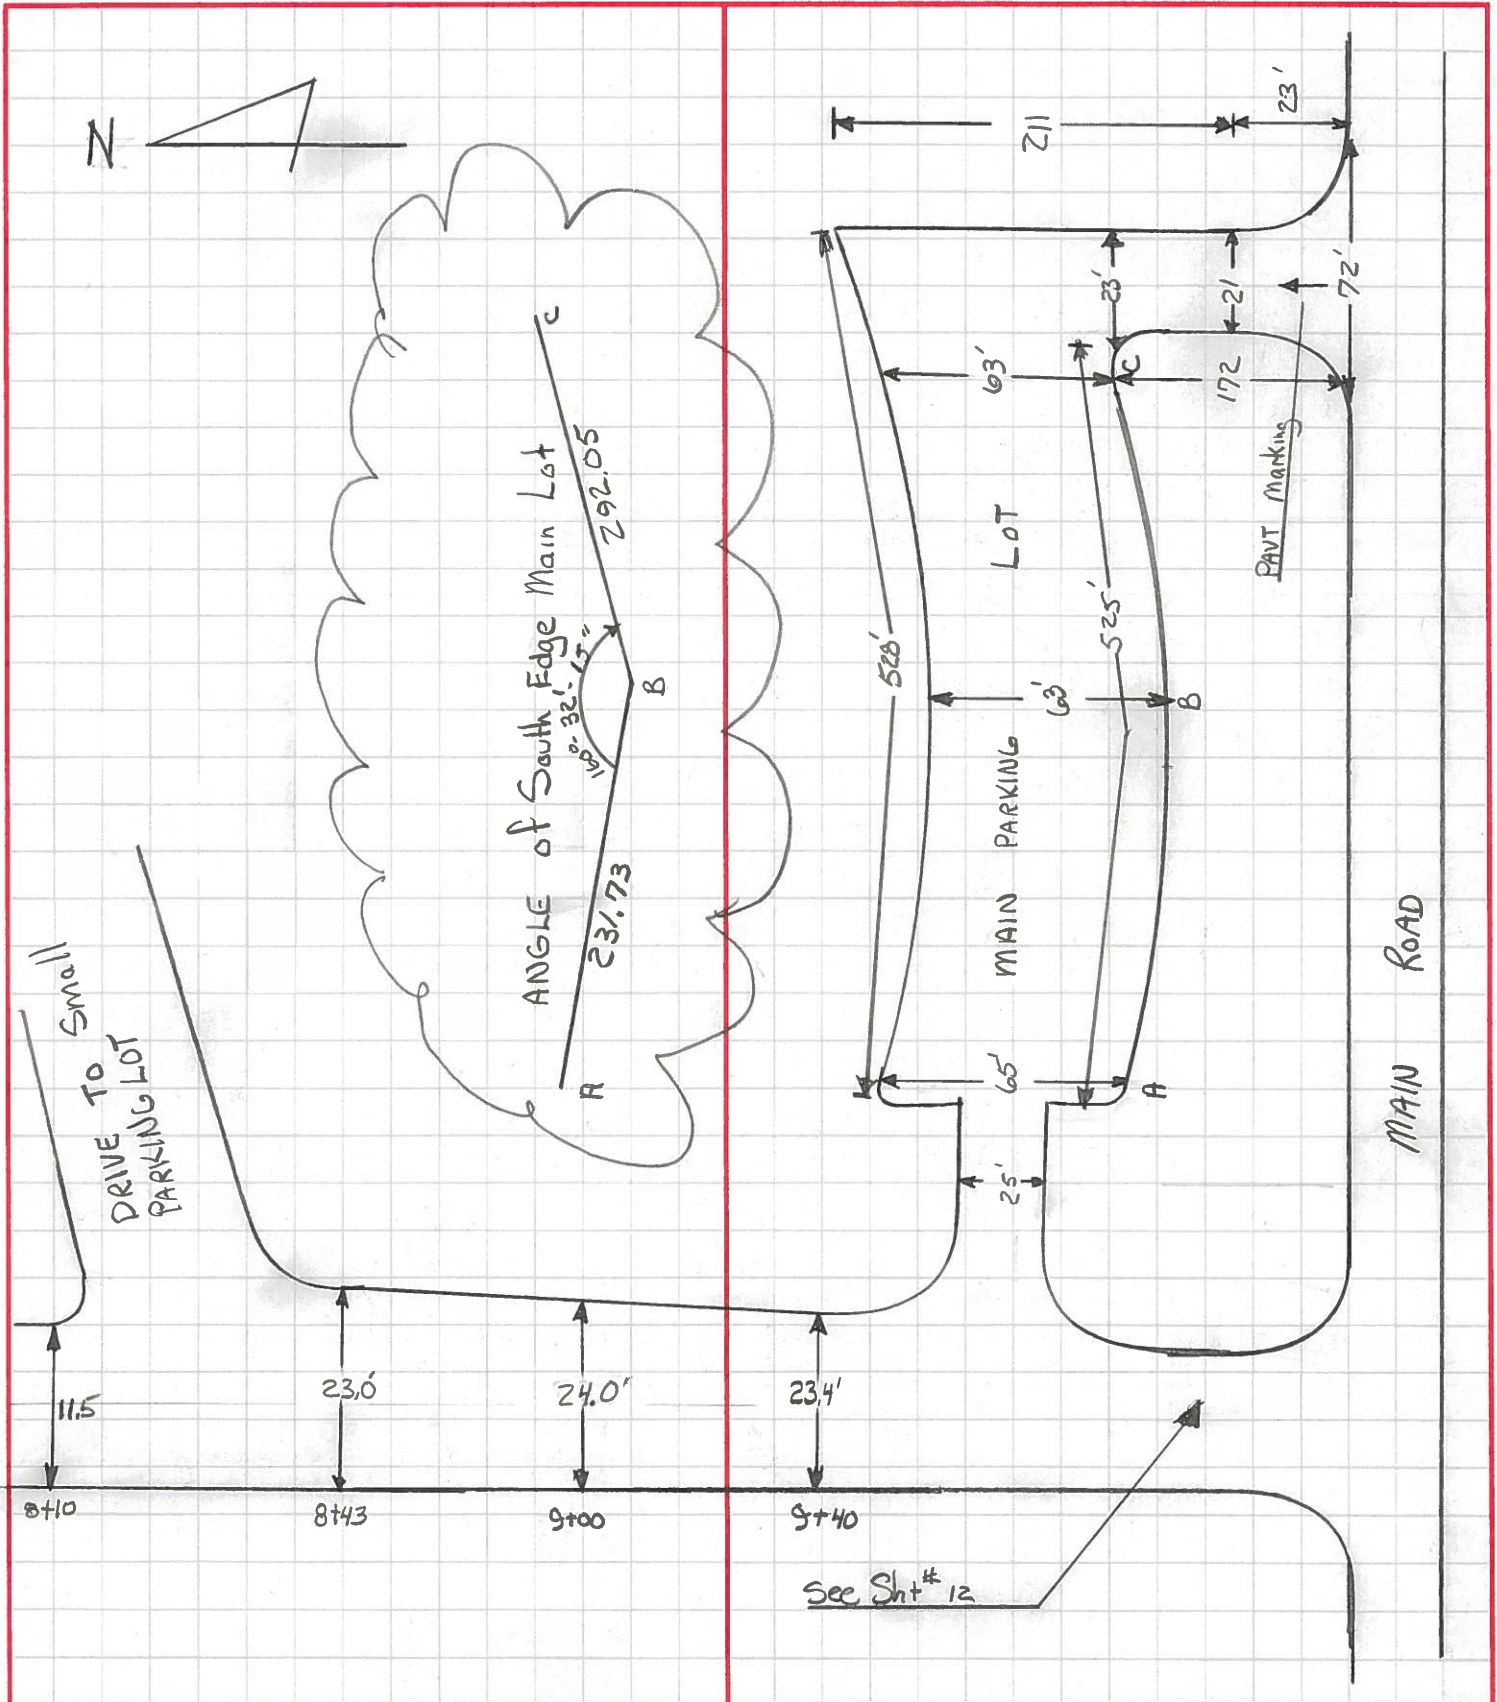 N
ANGLE of South Edge Main Lot
A
231.73
B
160°-32'-15"
292.05
C
DRIVE TO Small
PARKING LOT
211
23'
23'
21
72'
63'
C
172
PAVT Marking
528'
525'
63'
B
MAIN PARKING LOT
65'
A
25'
MAIN ROAD
11.5
23.0'
24.0'
23.4'
8+10
8+43
9+00
9+40
See Sht # 12